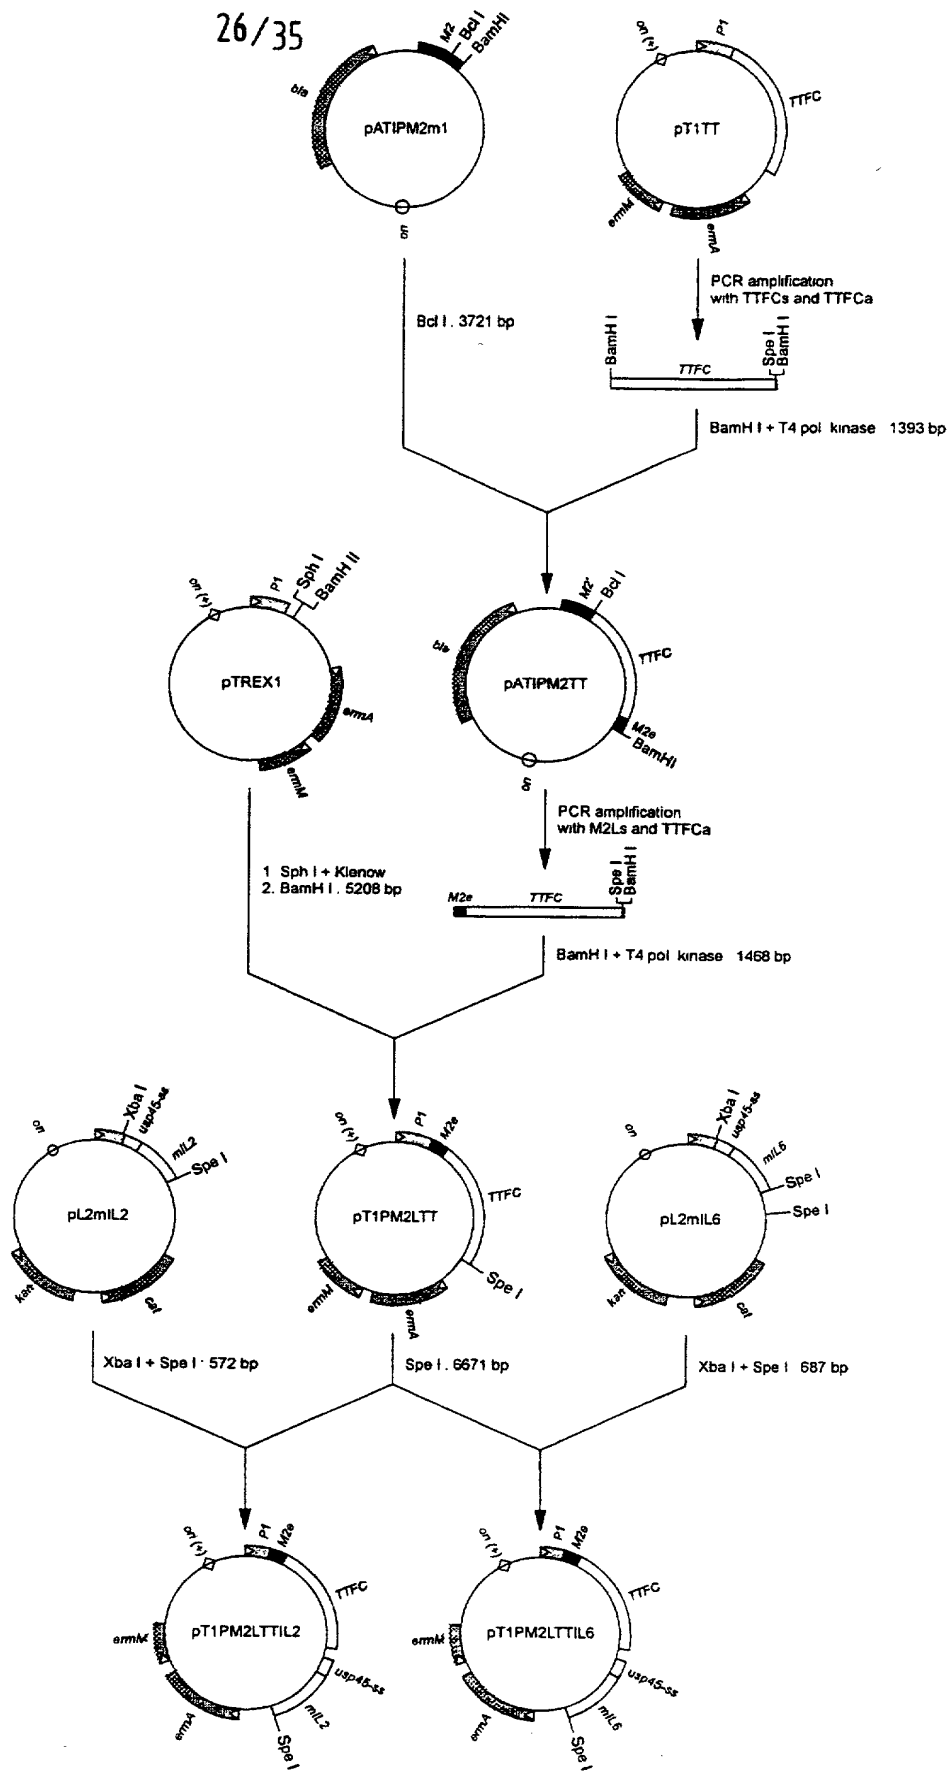 26/35
M2
Bcl I
BamHI
bla
pATIPM2m1
ori
ori (+)
P1
TTFC
pT1TT
ermM
ermA
PCR amplification
with TTFCs and TTFCa
Bcl I . 3721 bp
BamH I
TTFC
Spe I
BamH I
BamH I + T4 pol kinase 1393 bp
ori (+)
P1
Sph I
BamH II
pTREX1
ermA
ermM
M2'
Bcl I
bla
TTFC
pATIPM2TT
M2e
BamHI
ori
PCR amplification
with M2Ls and TTFCa
1 Sph I + Klenow
2. BamH I . 5208 bp
M2e
TTFC
Spe I
BamH I
BamH I + T4 pol kinase 1468 bp
ori
Xba I
usp45-ss
mIL2
Spe I
pL2mIL2
kan
cat
ori (+)
P1
M2e
TTFC
pT1PM2LTT
Spe I
ermM
ermA
ori
Xba I
usp45-ss
mIL6
Spe I
Spe I
pL2mIL6
kan
cat
Xba I + Spe I · 572 bp
Spe I . 6671 bp
Xba I + Spe I 687 bp
ori (+)
P1
M2e
TTFC
pT1PM2LTTIL2
ermM
usp45-ss
ermA
mIL2
Spe I
ori (+)
P1
M2e
TTFC
pT1PM2LTTIL6
ermM
usp45-ss
ermA
mIL6
Spe I